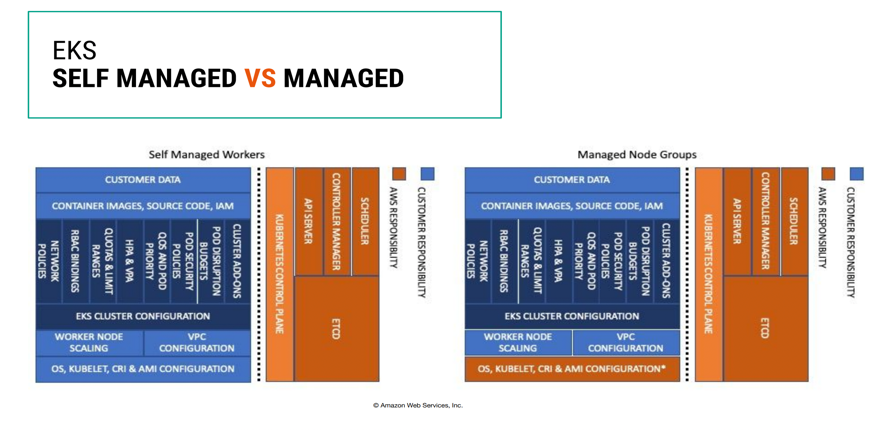 EKS
SELF MANAGED VS MANAGED
Self Managed Workers
CUSTOMER DATA
CONTAINER IMAGES, SOURCE CODE, IAM
NETWORK
POLICIES
RBAC BINDINGS
QUOTAS & LIMIT
RANGES
HPA & VPA
QOS AND POD
PRIORITY
POD SECURITY
POLICIES
POD DISRUPTION
BUDGETS
CLUSTER ADD-ONS
EKS CLUSTER CONFIGURATION
WORKER NODE
SCALING
VPC
CONFIGURATION
OS, KUBELET, CRI & AMI CONFIGURATION
KUBERNETES CONTROL PLANE
API SERVER
CONTROLLER MANAGER
SCHEDULER
ETCD
AWS RESPONSIBLITY
CUSTOMER RESPONSIBILITY
Managed Node Groups
CUSTOMER DATA
CONTAINER IMAGES, SOURCE CODE, IAM
NETWORK
POLICIES
RBAC BINDINGS
QUOTAS & LIMIT
RANGES
HPA & VPA
QOS AND POD
PRIORITY
POD SECURITY
POLICIES
POD DISRUPTION
BUDGETS
CLUSTER ADD-ONS
EKS CLUSTER CONFIGURATION
WORKER NODE
SCALING
VPC
CONFIGURATION
OS, KUBELET, CRI & AMI CONFIGURATION*
KUBERNETES CONTROL PLANE
API SERVER
CONTROLLER MANAGER
SCHEDULER
ETCD
AWS RESPONSIBLITY
CUSTOMER RESPONSIBILITY
© Amazon Web Services, Inc.